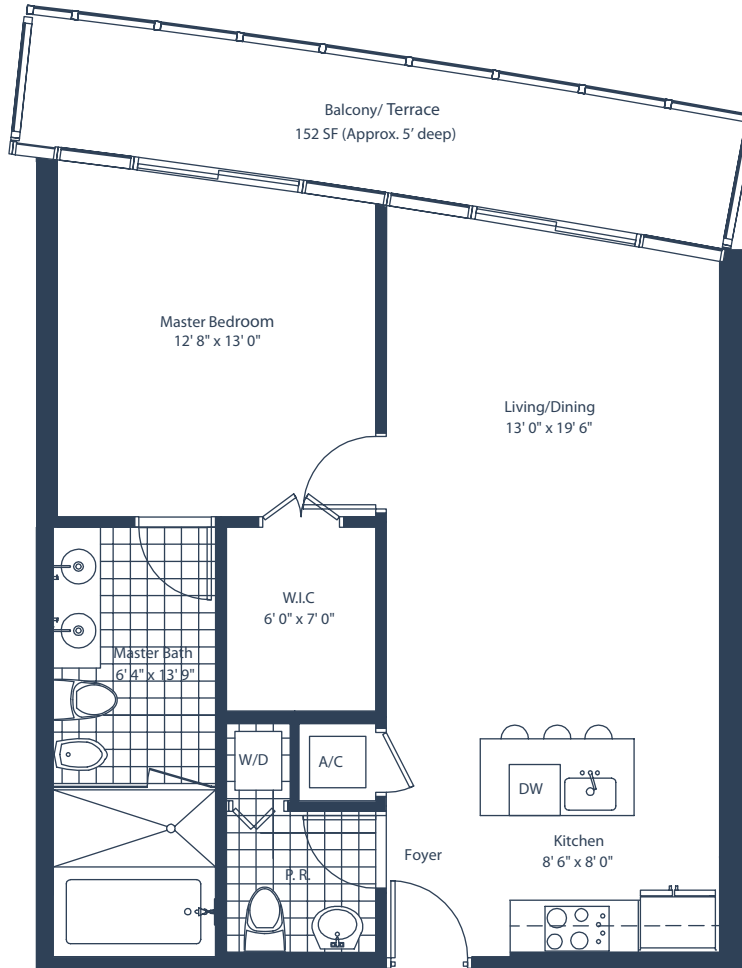 Balcony/ Terrace
152 SF (Approx. 5' deep)
Master Bedroom
12' 8" x 13' 0"
Living/Dining
13' 0" x 19' 6"
W.I.C
6' 0" x 7' 0"
Master Bath
6' 4" x 13' 9"
W/D
A/C
DW
Kitchen
8' 6" x 8' 0"
Foyer
P. R.